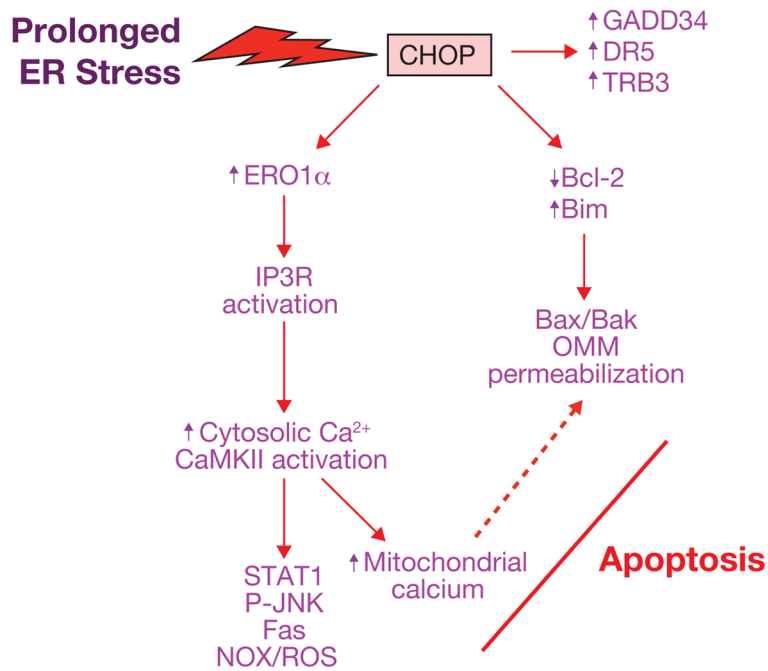 Prolonged
ER Stress
CHOP
↑GADD34
↑DR5
↑TRB3
↑ERO1α
↓Bcl-2
↑Bim
IP3R
activation
Bax/Bak
OMM
permeabilization
↑Cytosolic Ca²⁺
CaMKII activation
↑Mitochondrial
calcium
Apoptosis
STAT1
P-JNK
Fas
NOX/ROS